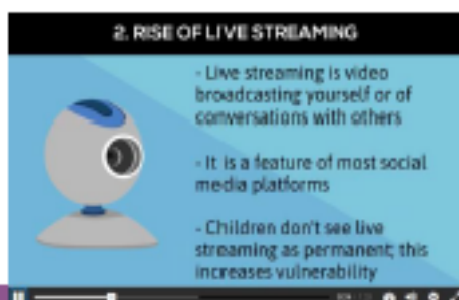 2. RISE OF LIVE STREAMING
- Live streaming is video
broadcasting yourself or of
conversations with others
- It is a feature of most social
media platforms
- Children don't see live
streaming as permanent; this
increases vulnerability